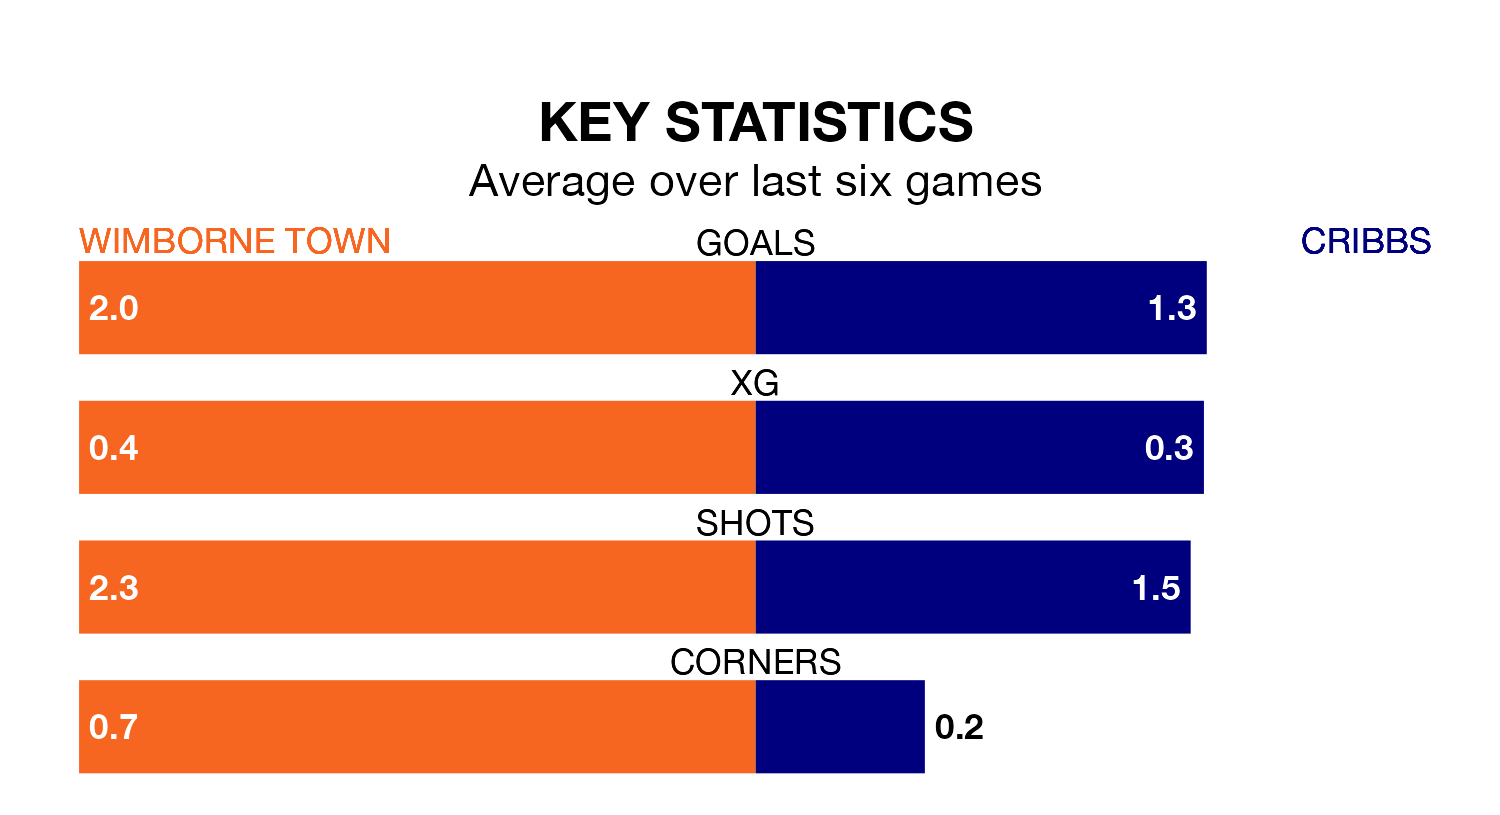 KEY STATISTICS
Average over last six games
WIMBORNE TOWN GOALS CRIBBS
2.0 1.3
XG
0.4 0.3
SHOTS
2.3 1.5
CORNERS
0.7 0.2